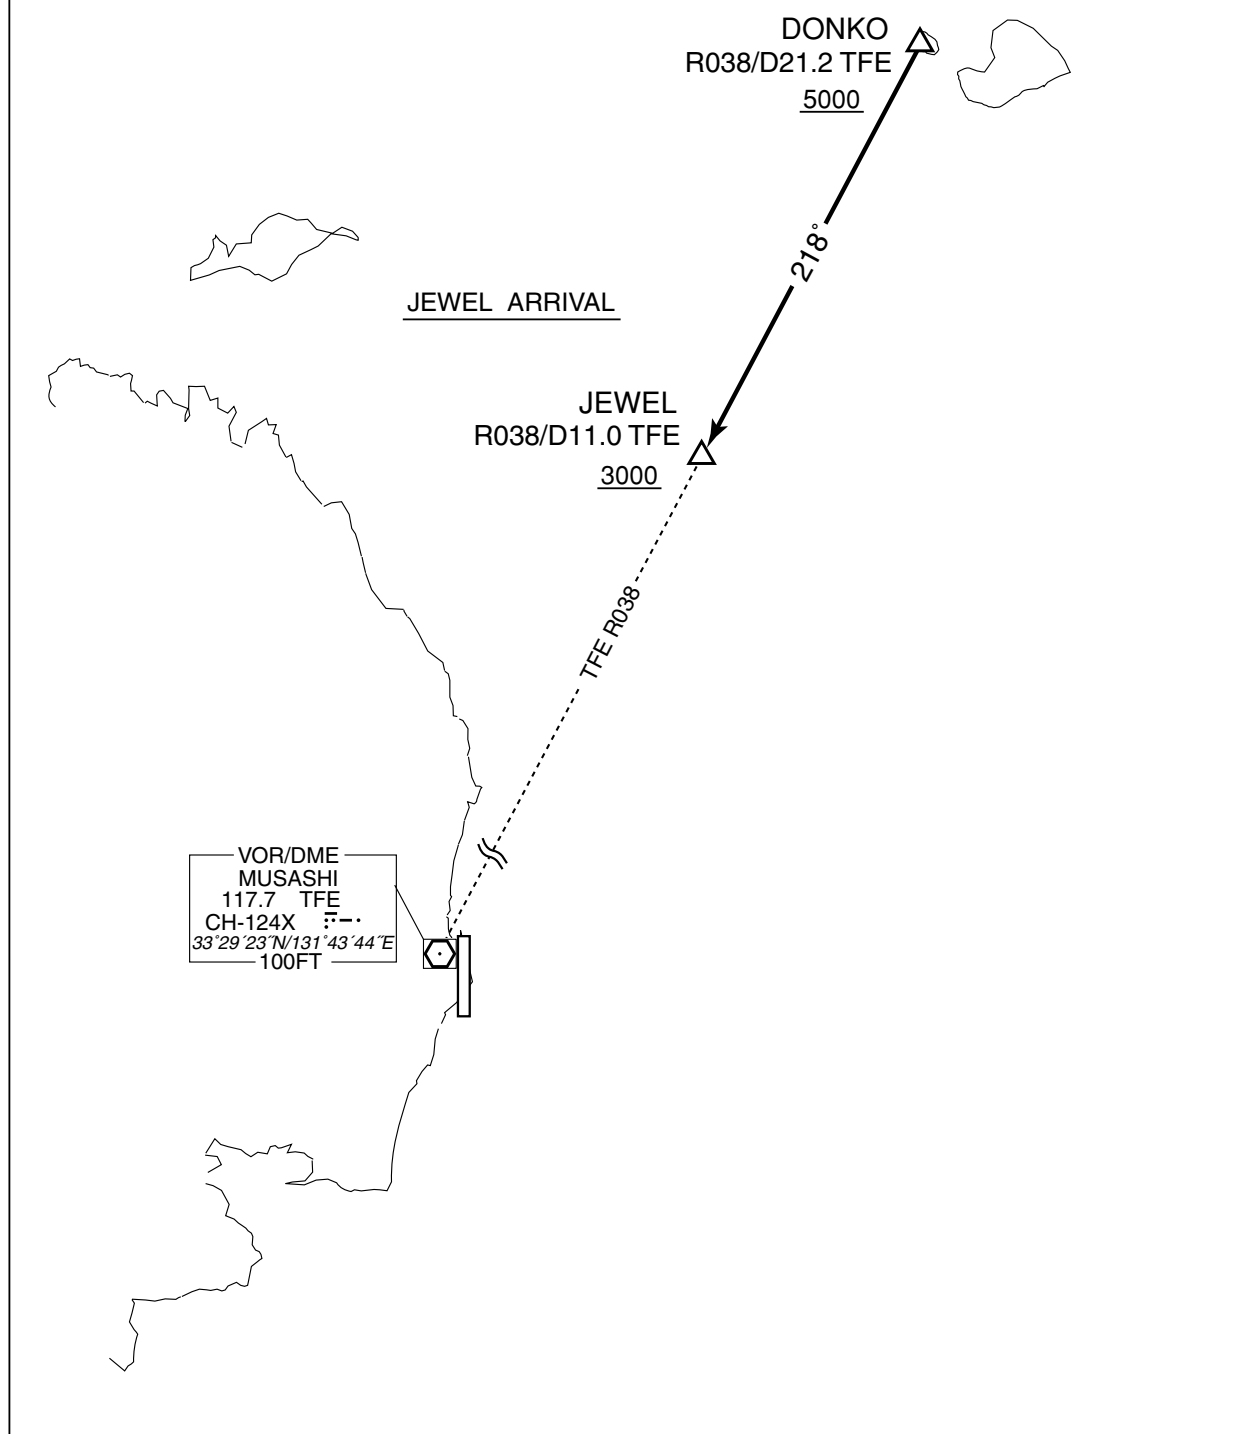 DONKO
R038/D21.2 TFE
5000
218°
JEWEL ARRIVAL
JEWEL
R038/D11.0 TFE
3000
TFE R038
VOR/DME
MUSASHI
117.7 TFE
CH-124X
33°29´23˝N/131°43´44˝E
100FT